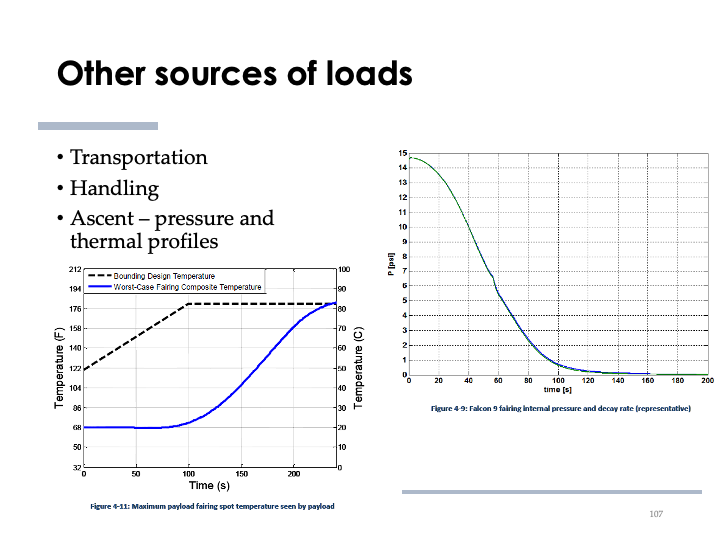 Other sources of loads
• Transportation
• Handling
• Ascent – pressure and
thermal profiles
212
194
176
158
140
122
104
86
68
50
32
Temperature (F)
Bounding Design Temperature
Worst-Case Fairing Composite Temperature
100
90
80
70
60
50
40
30
20
10
0
Temperature (C)
0 50 100 150 200
Time (s)
Figure 4-11: Maximum payload fairing spot temperature seen by payload
15
14
13
12
11
10
9
8
7
6
5
4
3
2
1
0
P [psi]
0 20 40 60 80 100 120 140 160 180 200
time [s]
Figure 4-9: Falcon 9 fairing internal pressure and decay rate (representative)
107